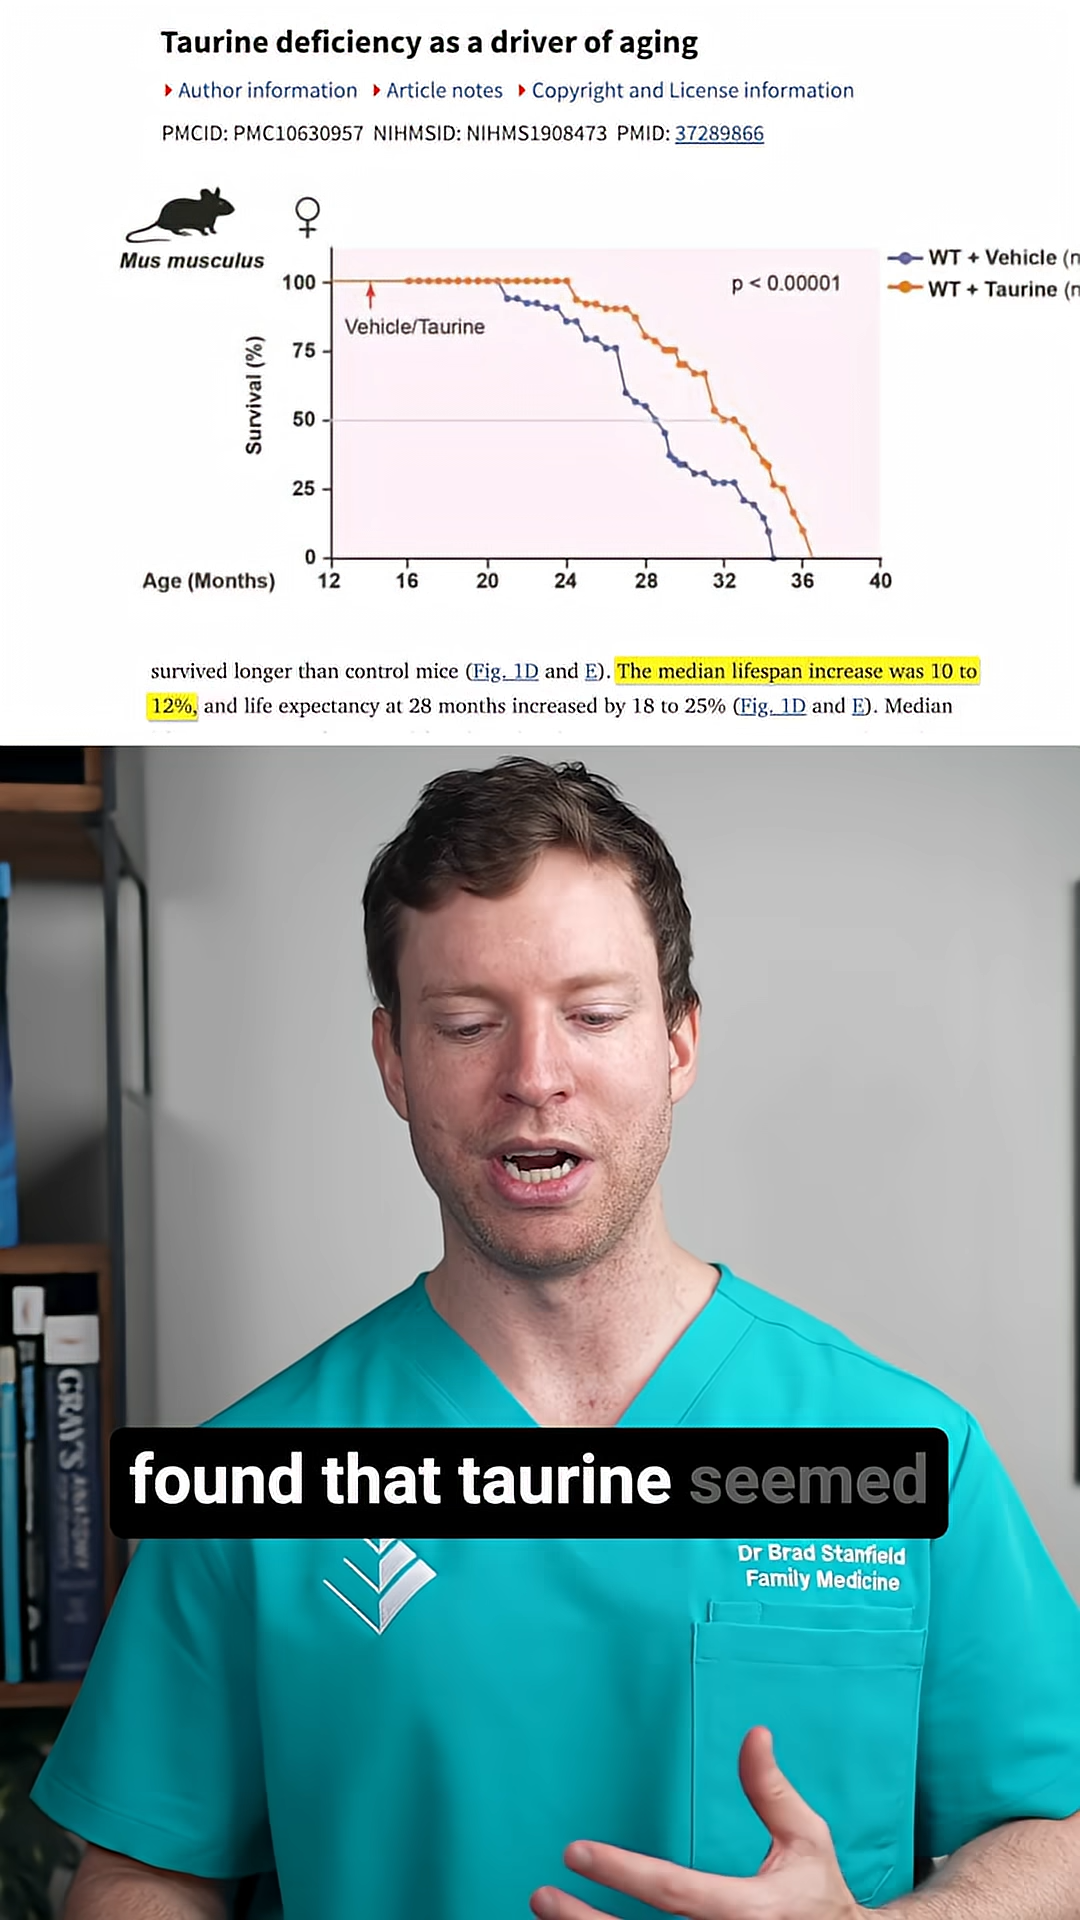 Taurine deficiency as a driver of aging
Author information Article notes Copyright and License information
PMCID: PMC10630957 NIHMSID: NIHMS1908473 PMID: 37289866
Mus musculus
♀
WT + Vehicle (n
WT + Taurine (n
p < 0.00001
Vehicle/Taurine
Survival (%)
100
75
50
25
0
Age (Months) 12 16 20 24 28 32 36 40
survived longer than control mice (Fig. 1D and E). The median lifespan increase was 10 to
12%, and life expectancy at 28 months increased by 18 to 25% (Fig. 1D and E). Median
GRAY'S
found that taurine seemed
Dr Brad Stanfield
Family Medicine